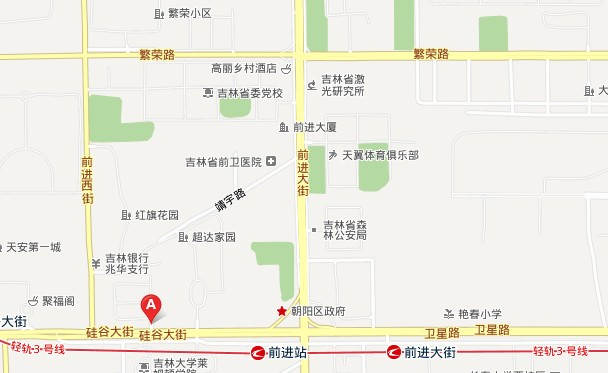 繁荣小区
繁荣路
繁荣路
高丽乡村酒店
吉林省激
光研究所
吉林省委党校
大
前进大厦
前进西街
吉林省前卫医院
前进大街
天翼体育俱乐部
靖宇路
红旗花园
吉林省森
林公安局
超达家园
天安第一城
吉林银行
兆华支行
聚福阁
A
朝阳区政府
艳春小学
大街
硅谷大街
硅谷大街
卫星路
卫星路
轻轨3号线
前进站
前进大街
轻轨3号线
吉林大学莱